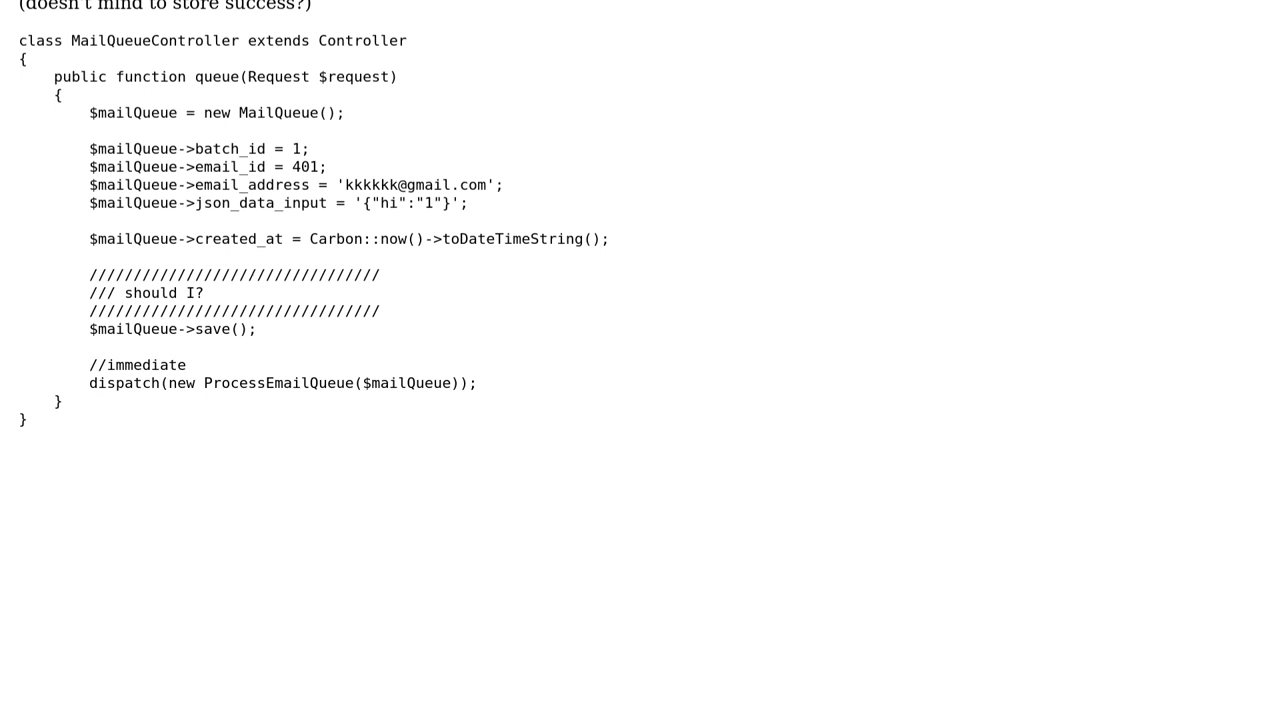 (doesn't mind to store success?)
class MailQueueController extends Controller
{
    public function queue(Request $request)
    {
        $mailQueue = new MailQueue();

        $mailQueue->batch_id = 1;
        $mailQueue->email_id = 401;
        $mailQueue->email_address = 'kkkkkk@gmail.com';
        $mailQueue->json_data_input = '{"hi":"1"}';

        $mailQueue->created_at = Carbon::now()->toDateTimeString();

        /////////////////////////////////
        /// should I?
        /////////////////////////////////
        $mailQueue->save();

        //immediate
        dispatch(new ProcessEmailQueue($mailQueue));
    }
}